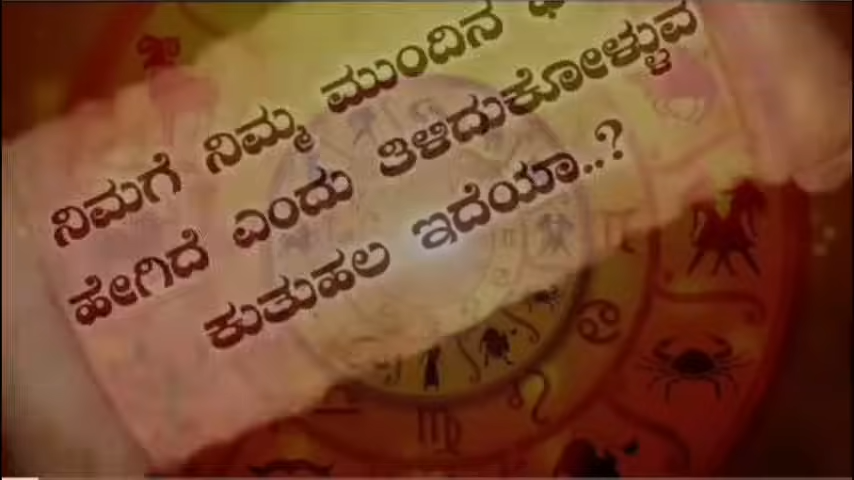 ನಿಮಗೆ ನಿಮ್ಮ ಮುಂದಿನ
ಹೇಗಿದೆ ಎಂದು ತಿಳಿದುಕೋಳ್ಳುವ
ಕುತುಹಲ ಇದೆಯಾ..?